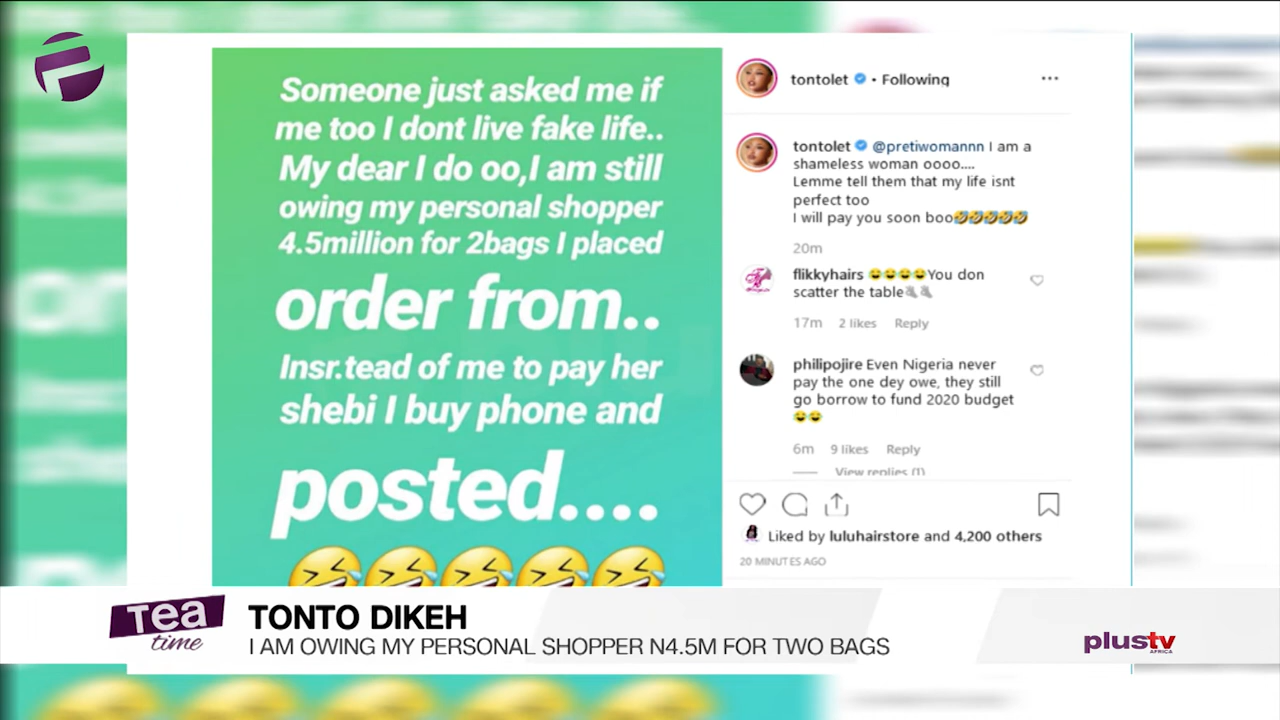 Someone just asked me if
me too I dont live fake life..
My dear I do oo,I am still
owing my personal shopper
4.5million for 2bags I placed
order from..
Insr.tead of me to pay her
shebi I buy phone and
posted....
tontolet • Following
tontolet @pretiwomannn I am a
shameless woman oooo....
Lemme tell them that my life isnt
perfect too
I will pay you soon boo🤣🤣🤣🤣🤣
20m
flikkyhairs 😂😂😂😂You don
scatter the table
17m 2 likes Reply
philipojire Even Nigeria never
pay the one dey owe, they still
go borrow to fund 2020 budget
😂😂
6m 9 likes Reply
View replies (1)
Liked by luluhairstore and 4,200 others
20 MINUTES AGO
Tea
time
TONTO DIKEH
I AM OWING MY PERSONAL SHOPPER N4.5M FOR TWO BAGS
plustv
AFRICA